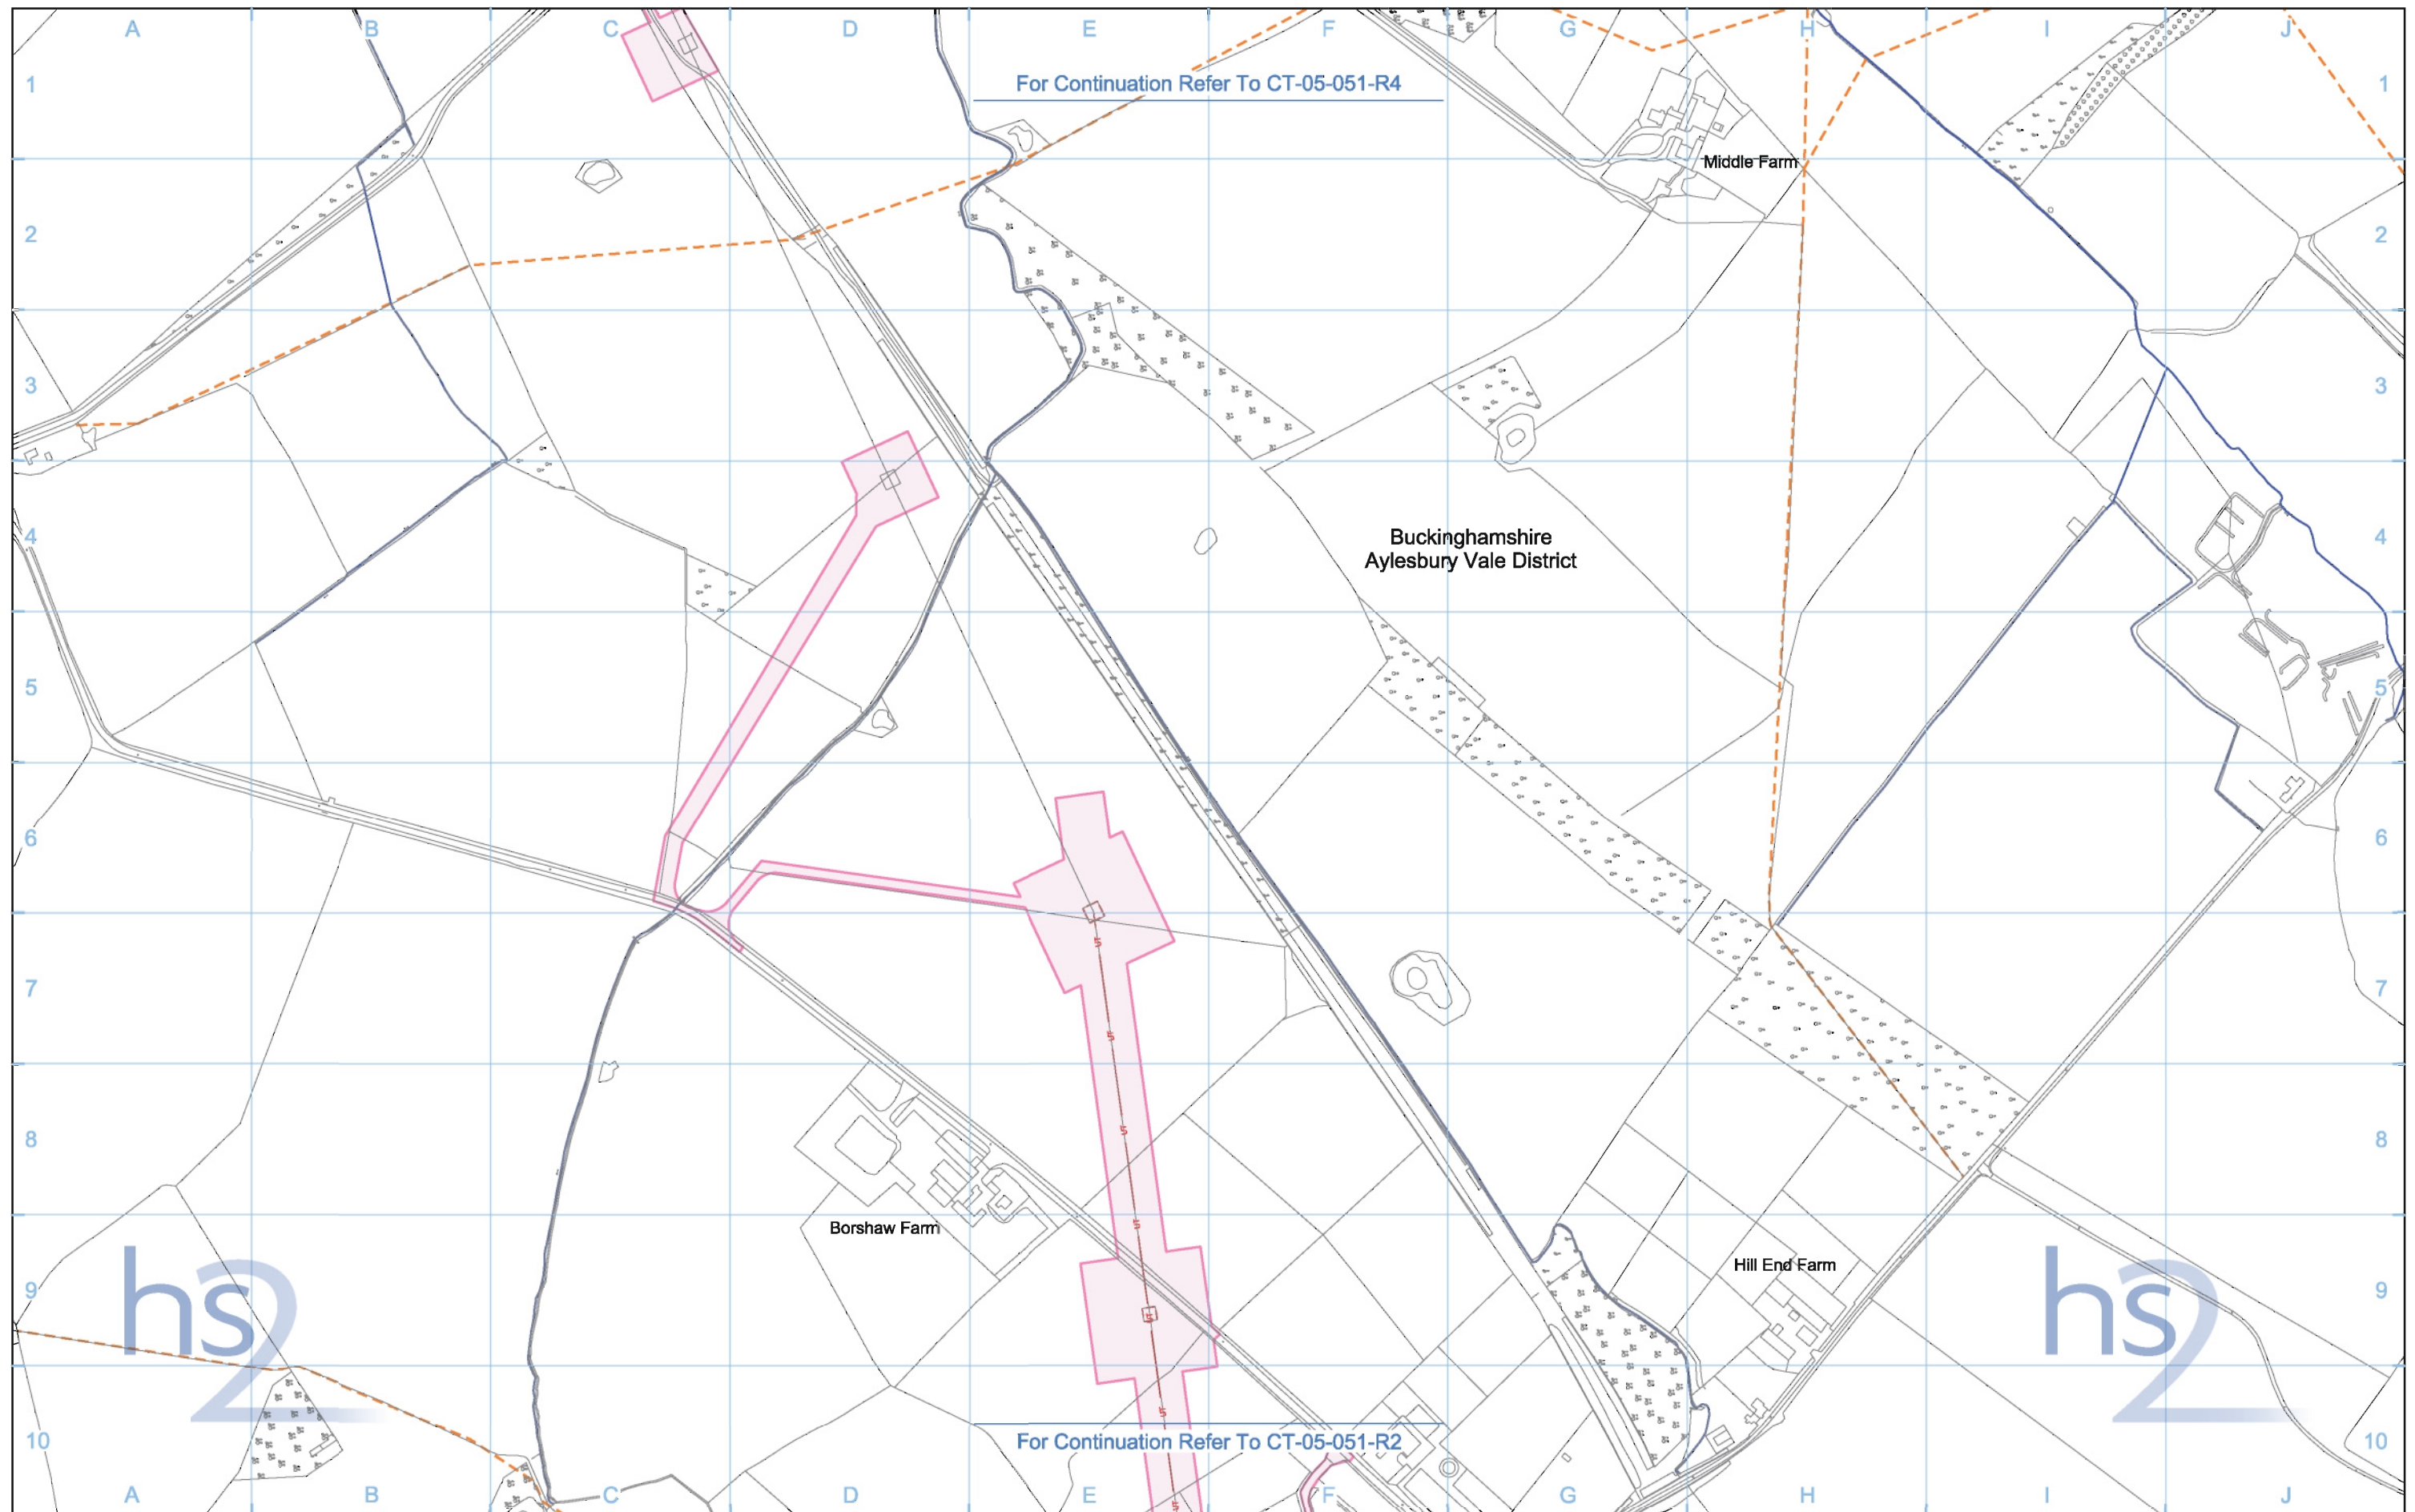 A B C D E F G H I J
1 For Continuation Refer To CT-05-051-R4 1
Middle Farm
2 2
3 3
4 4
Buckinghamshire
Aylesbury Vale District
5 5
6 6
7 7
8 8
Borshaw Farm
Hill End Farm
hs2 hs2
9 9
10 For Continuation Refer To CT-05-051-R2 10
A B C D E F G H I J